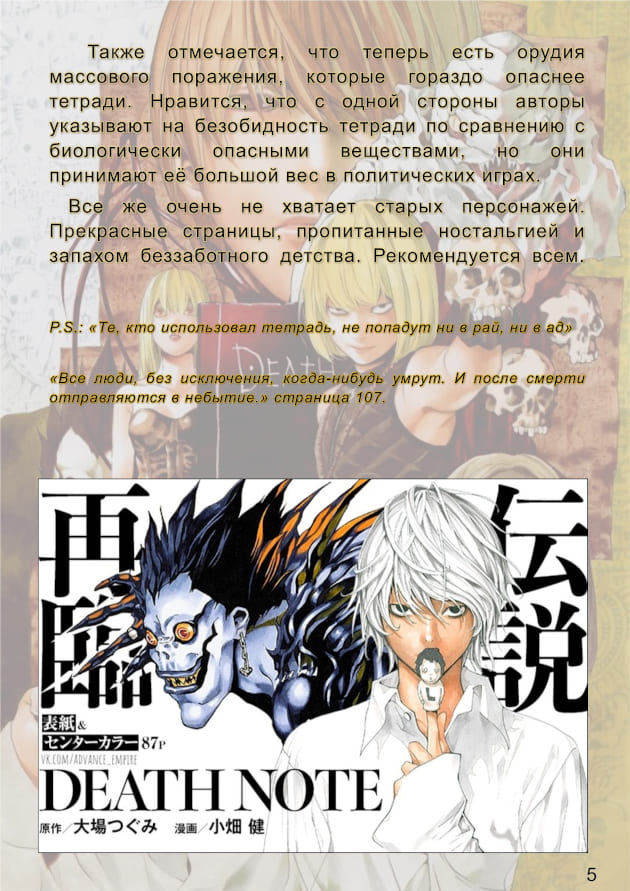 Также отмечается, что теперь есть орудия
массового поражения, которые гораздо опаснее
тетради. Нравится, что с одной стороны авторы
указывают на безобидность тетради по сравнению с
биологически опасными веществами, но они
принимают её большой вес в политических играх.
Все же очень не хватает старых персонажей.
Прекрасные страницы, пропитанные ностальгией и
запахом беззаботного детства. Рекомендуется всем.
P.S.: «Те, кто использовал тетрадь, не попадут ни в рай, ни в ад»
DEATH
«Все люди, без исключения, когда-нибудь умрут. И после смерти
отправляются в небытие.» страница 107.
伝説
再臨
L
表紙&
センターカラー87P
VK.COM/ADVANCE_EMPIRE
DEATH NOTE
原作/大場つぐみ 漫画/小畑 健
5